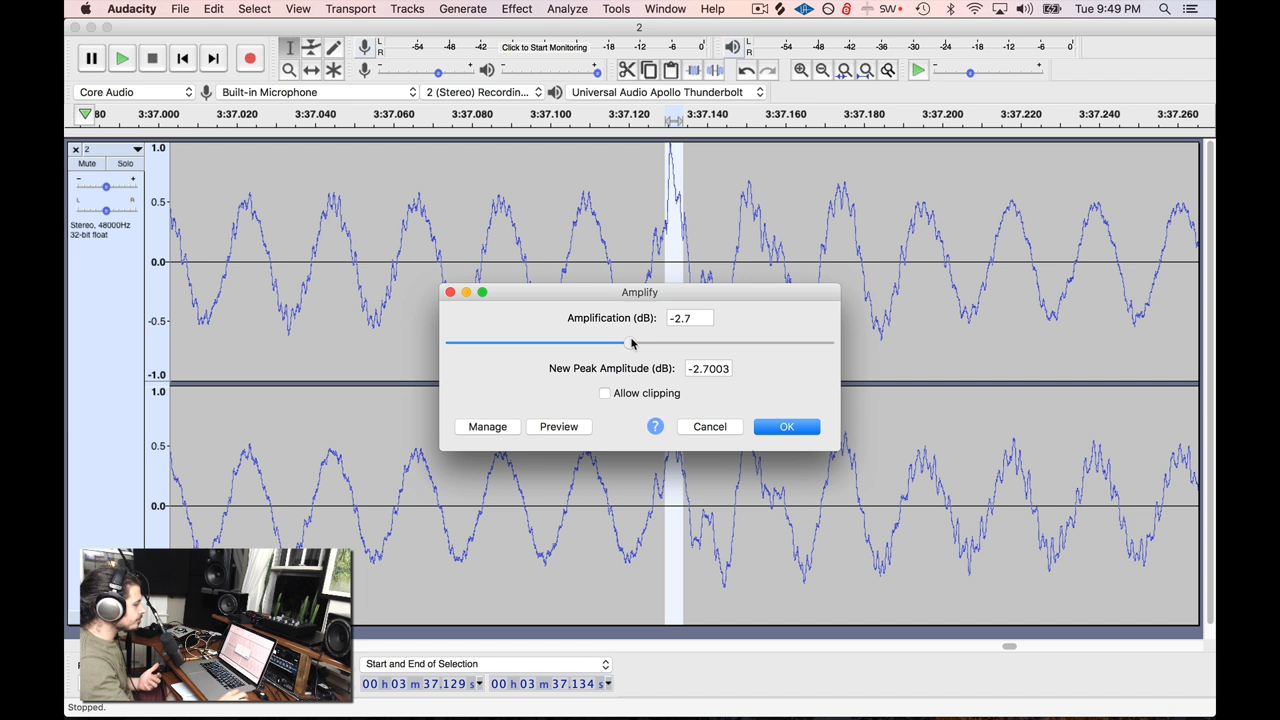 Audacity File Edit Select View Transport Tracks Generate Effect Analyze Tools Window Help SW Tue 9:49 PM
2
L R -54 -48 -42 Click to Start Monitoring -18 -12 -6 0 L R -54 -48 -42 -36 -30 -24 -18 -12 -6 0
- + - + - +
Core Audio Built-in Microphone 2 (Stereo) Recordin... Universal Audio Apollo Thunderbolt
80 3:37.000 3:37.020 3:37.040 3:37.060 3:37.080 3:37.100 3:37.120 3:37.140 3:37.160 3:37.180 3:37.200 3:37.220 3:37.240 3:37.260
x 2
Mute Solo
- +
L R
Stereo, 48000Hz
32-bit float
1.0
0.5
0.0
-0.5
-1.0
1.0
0.5
0.0
Amplify
Amplification (dB): -2.7
New Peak Amplitude (dB): -2.7003
Allow clipping
Manage Preview ? Cancel OK
Start and End of Selection
00 h 03 m 37.129 s 00 h 03 m 37.134 s
Stopped.